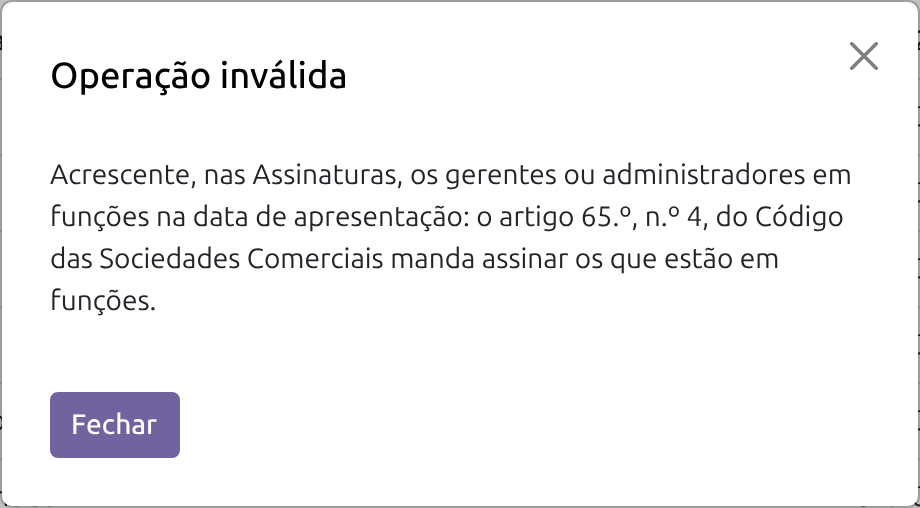 Operação inválida
Acrescente, nas Assinaturas, os gerentes ou administradores em
funções na data de apresentação: o artigo 65.º, n.º 4, do Código
das Sociedades Comerciais manda assinar os que estão em
funções.
Fechar